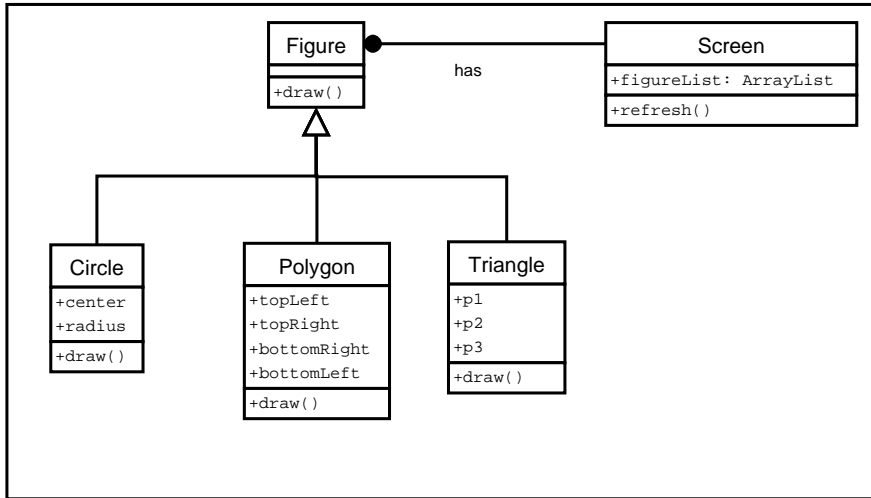 Figure
+draw()
has
Screen
+figureList: ArrayList
+refresh()
Circle
+center
+radius
+draw()
Polygon
+topLeft
+topRight
+bottomRight
+bottomLeft
+draw()
Triangle
+p1
+p2
+p3
+draw()